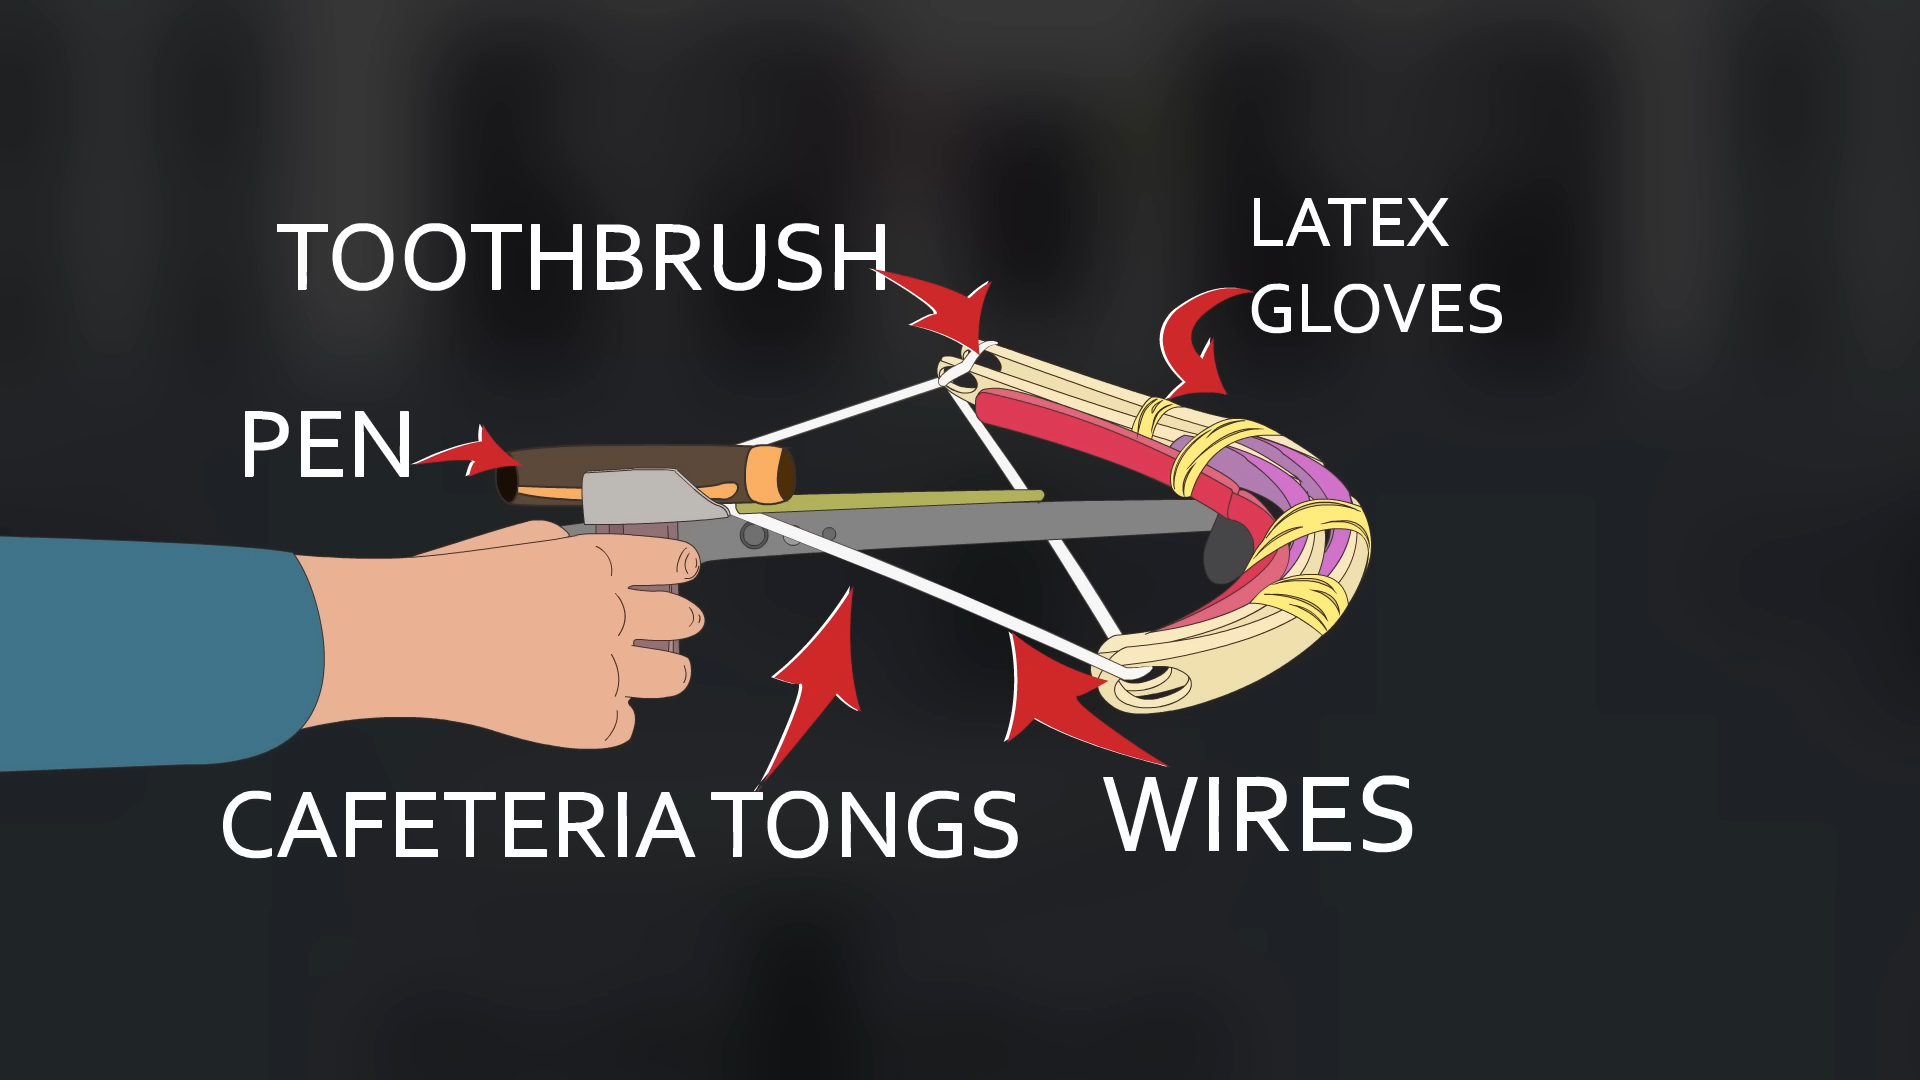 TOOTHBRUSH
LATEX
GLOVES
PEN
CAFETERIA TONGS
WIRES